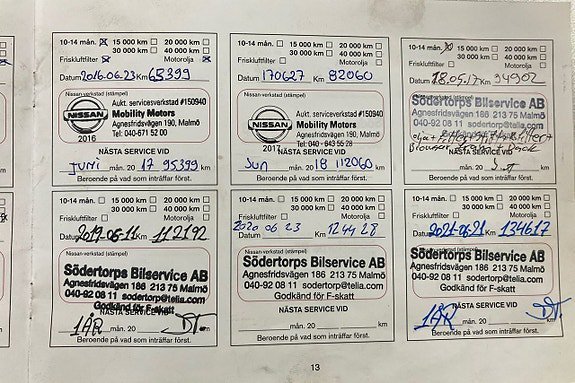 10-14 mån. ☒ 15 000 km ☐ 20 000 km ☐
30 000 km ☐ 40 000 km ☐
Friskluftfilter ☒ Motorolja ☒
Datum 2016.06.23 Km 65399
Nissan-verkstad (stämpel)
NISSAN
2016
Aukt. serviceverkstad #150940
Mobility Motors
Agnesfridsvägen 190, Malmö
Tel: 040-671 52 00
NÄSTA SERVICE VID
Juni 17 95399
Beroende på vad som inträffar först.
10-14 mån. ☐ 15 000 km ☐ 20 000 km ☐
30 000 km ☐ 40 000 km ☐
Friskluftfilter ☐ Motorolja ☐
Datum 170627 Km 82060
Nissan-verkstad (stämpel)
NISSAN
2017
Aukt. serviceverkstad #150940
Mobility Motors
Agnesfridsvägen 190, Malmö
Tel: 040- 643 55 28
NÄSTA SERVICE VID
Jun 2018 112060
Beroende på vad som inträffar först.
10-14 mån. ☒ 15 000 km ☐ 20 000 km ☐
30 000 km ☐ 40 000 km ☐
Friskluftfilter Motorolja
Datum 18.05.17 Km 94902
Nissan-verkstad (stämpel)
Södertorps Bilservice AB
Agnesfridsvägen 186 213 75 Malmö
040-92 08 11 sodertorp@telia.com
NÄSTA SERVICE VID
mån. 20 km
Beroende på vad som inträffar först.
10-14 mån. ☐ 15 000 km ☐ 20 000 km ☐
30 000 km ☐ 40 000 km ☐
Friskluftfilter ☐ Motorolja ☐
Datum 2019-06-11 Km 112192
Nissan-verkstad (stämpel)
Södertorps Bilservice AB
Agnesfridsvägen 186 213 75 Malmö
040-92 08 11 sodertorp@telia.com
Godkänd för F-skatt
NÄSTA SERVICE VID
1ÅR mån. 20 km
Beroende på vad som inträffar först.
10-14 mån. ☐ 15 000 km ☐ 20 000 km ☐
30 000 km ☐ 40 000 km ☐
Friskluftfilter ☐ Motorolja ☐
Datum 2020 06 23 Km 124428
Nissan-verkstad (stämpel)
Södertorps Bilservice AB
Agnesfridsvägen 186 213 75 Malmö
040-92 08 11 sodertorp@telia.com
Godkänd för F-skatt
NÄSTA SERVICE VID
mån. 20 km
Beroende på vad som inträffar först.
10-14 mån. ☐ 15 000 km ☐ 20 000 km ☐
30 000 km ☐ 40 000 km ☐
Friskluftfilter ☐ Motorolja ☐
Datum 2021-06-21 Km 134617
Nissan-verkstad (stämpel)
Södertorps Bilservice AB
Agnesfridsvägen 186 213 75 Malmö
040-92 08 11 sodertorp@telia.com
Godkänd för F-skatt
NÄSTA SERVICE VID
1ÅR mån. 20 km
Beroende på vad som inträffar först.
13